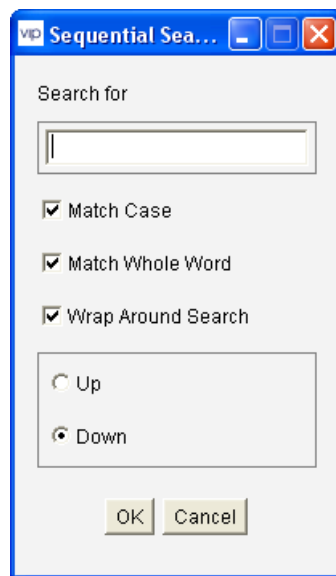 vip Sequential Sea...
Search for
Match Case
Match Whole Word
Wrap Around Search
Up
Down
OK Cancel